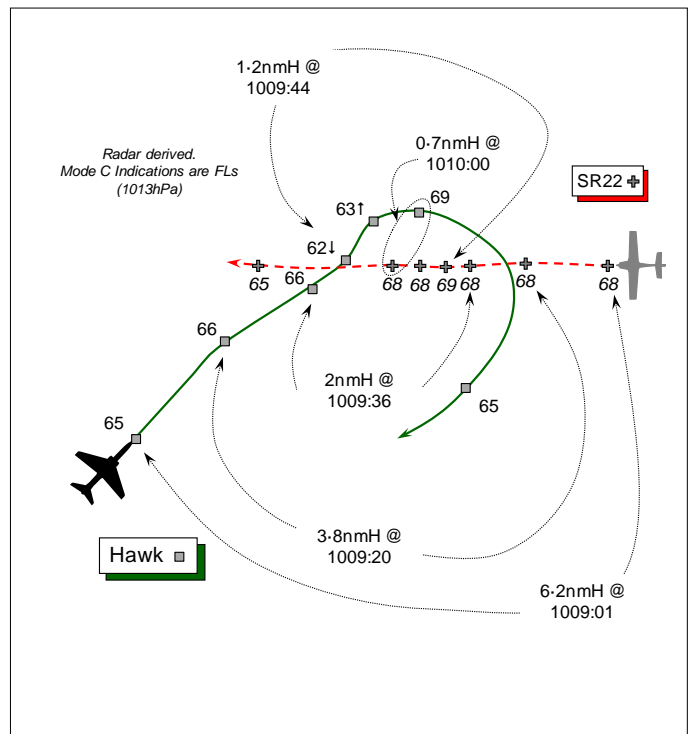 1·2nmH @
1009:44
0·7nmH @
1010:00
Radar derived.
Mode C Indications are FLs
(1013hPa)
SR22
63↑
69
62↓
65
66
68
68
69
68
68
68
66
2nmH @
1009:36
65
65
3·8nmH @
1009:20
Hawk
6·2nmH @
1009:01